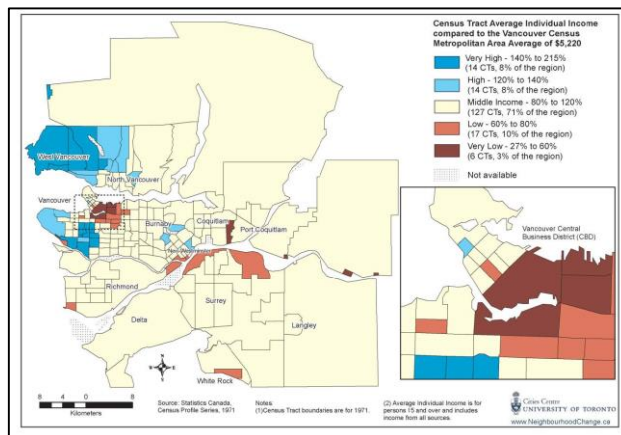 Census Tract Average Individual Income
compared to the Vancouver Census
Metropolitan Area Average of $5,220
Very High - 140% to 215%
(14 CTs, 8% of the region)
High - 120% to 140%
(14 CTs, 8% of the region)
Middle Income - 80% to 120%
(127 CTs, 71% of the region)
Low - 60% to 80%
(17 CTs, 10% of the region)
Very Low - 27% to 60%
(6 CTs, 3% of the region)
Not available
West Vancouver
North Vancouver
Vancouver
Burnaby
Coquitlam
Port Coquitlam
New Westminster
Richmond
Surrey
Delta
Langley
White Rock
Vancouver Central
Business District (CBD)
8 4 0 8
Kilometers
Source: Statistics Canada,
Census Profile Series, 1971
Notes:
(1)Census Tract boundaries are for 1971.
(2) Average Individual Income is for
persons 15 and over and includes
income from all sources.
Cities Centre
UNIVERSITY OF TORONTO
www.NeighbourhoodChange.ca